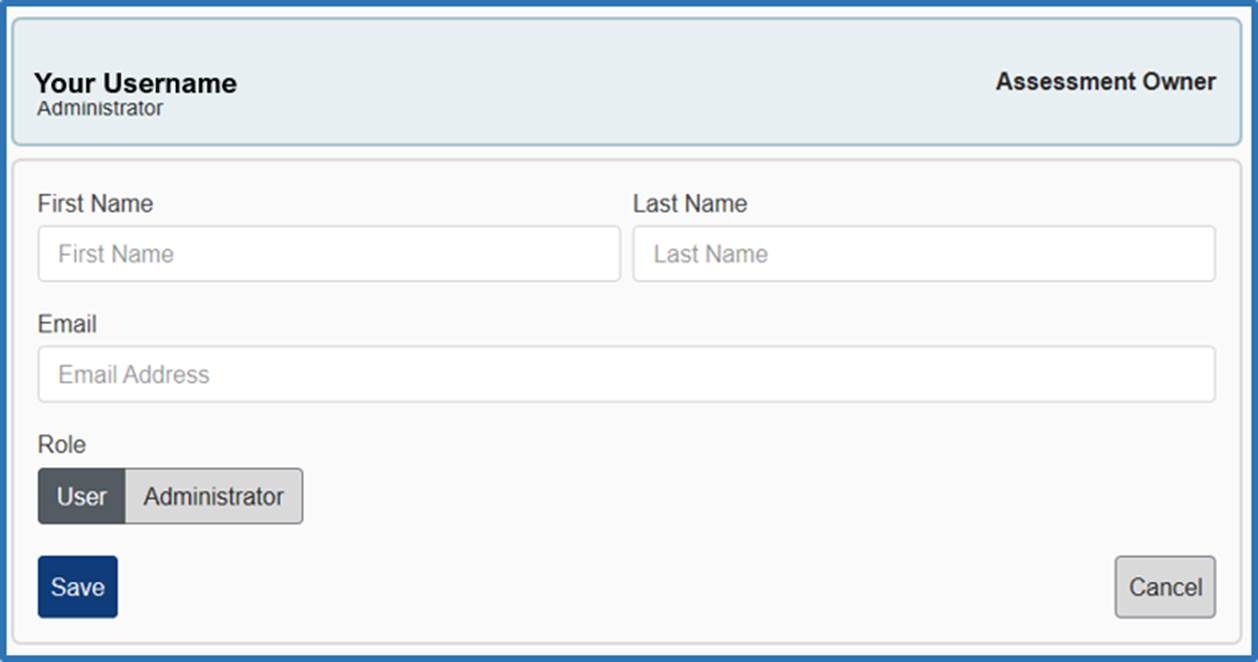 Your Username
Assessment Owner
Administrator
First Name
Last Name
First Name
Last Name
Email
Email Address
Role
User
Administrator
Save
Cancel